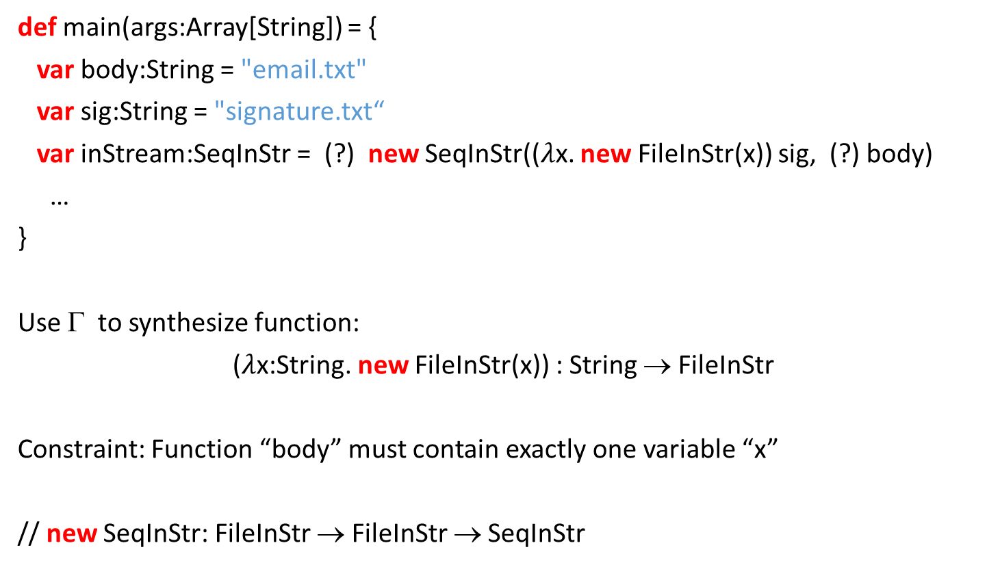 def main(args:Array[String]) = {
var body:String = "email.txt"
var sig:String = "signature.txt“
var inStream:SeqInStr = (?) new SeqInStr((λx. new FileInStr(x)) sig, (?) body)
...
}
Use Γ to synthesize function:
(λx:String. new FileInStr(x)) : String → FileInStr
Constraint: Function “body” must contain exactly one variable “x”
// new SeqInStr: FileInStr → FileInStr → SeqInStr